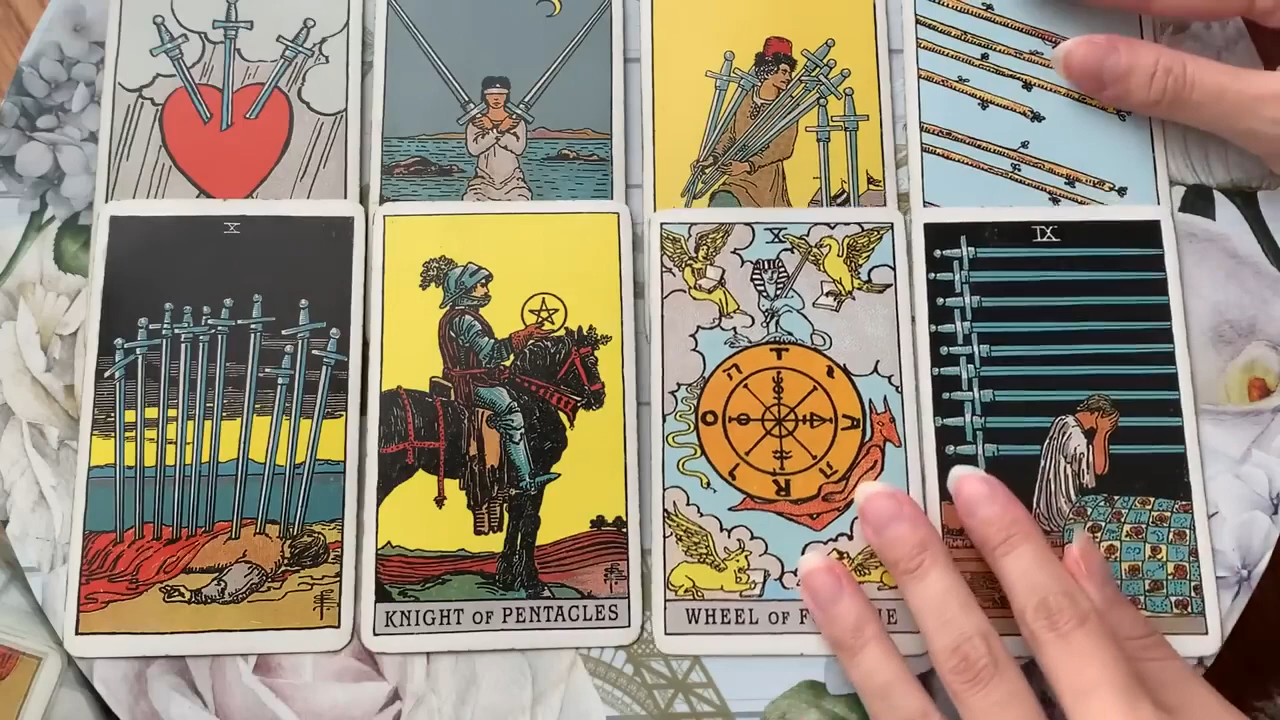 X
X
IX
T
A
R
O
KNIGHT OF PENTACLES
WHEEL OF